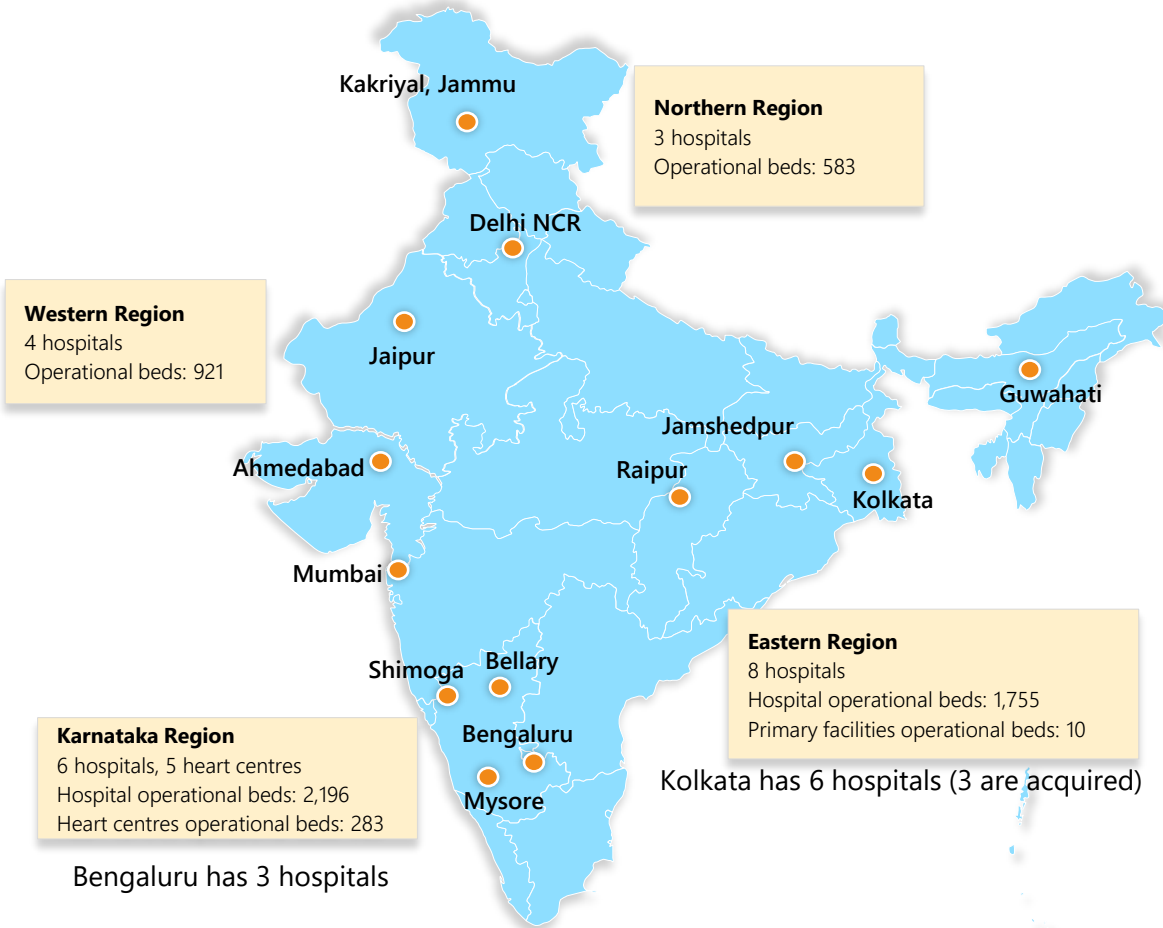 Kakriyal, Jammu
Northern Region
3 hospitals
Operational beds: 583
Delhi NCR
Western Region
4 hospitals
Operational beds: 921
Jaipur
Guwahati
Jamshedpur
Ahmedabad
Raipur
Kolkata
Mumbai
Eastern Region
8 hospitals
Hospital operational beds: 1,755
Primary facilities operational beds: 10
Shimoga
Bellary
Bengaluru
Mysore
Karnataka Region
6 hospitals, 5 heart centres
Hospital operational beds: 2,196
Heart centres operational beds: 283
Kolkata has 6 hospitals (3 are acquired)
Bengaluru has 3 hospitals